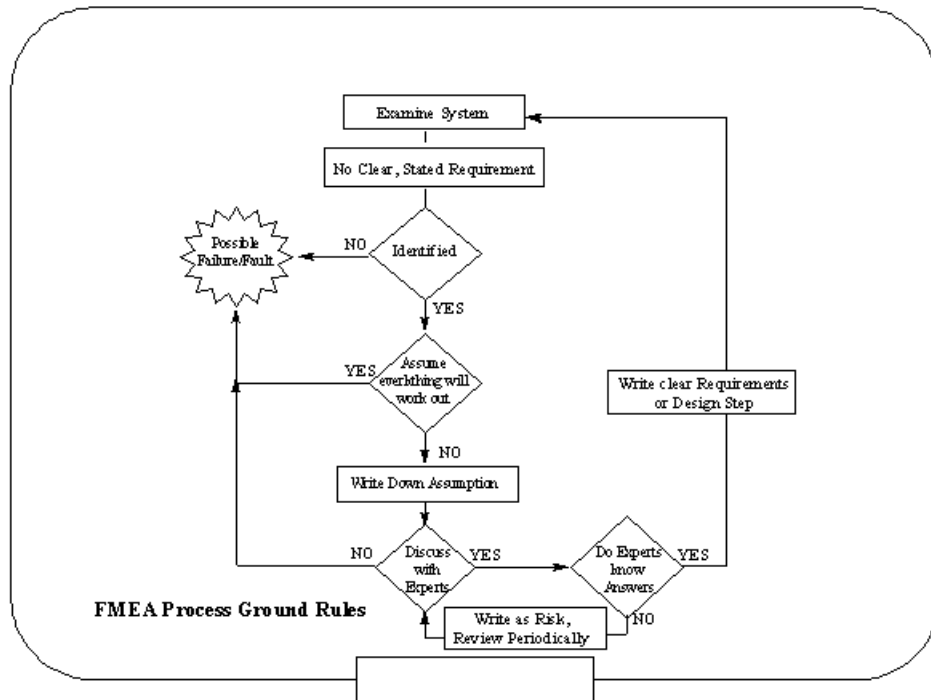 Examine System
No Clear, Stated Requirement
Possible
Failure/Fault
NO
Identified
YES
YES
Assume
everlthing will
work out
Write clear Requirements
or Design Step
NO
Write Down Assumption
NO
Discuss
with
Experts
YES
Do Experts
know
Answers
YES
FMEA Process Ground Rules
Write as Risk,
Review Periodically
NO